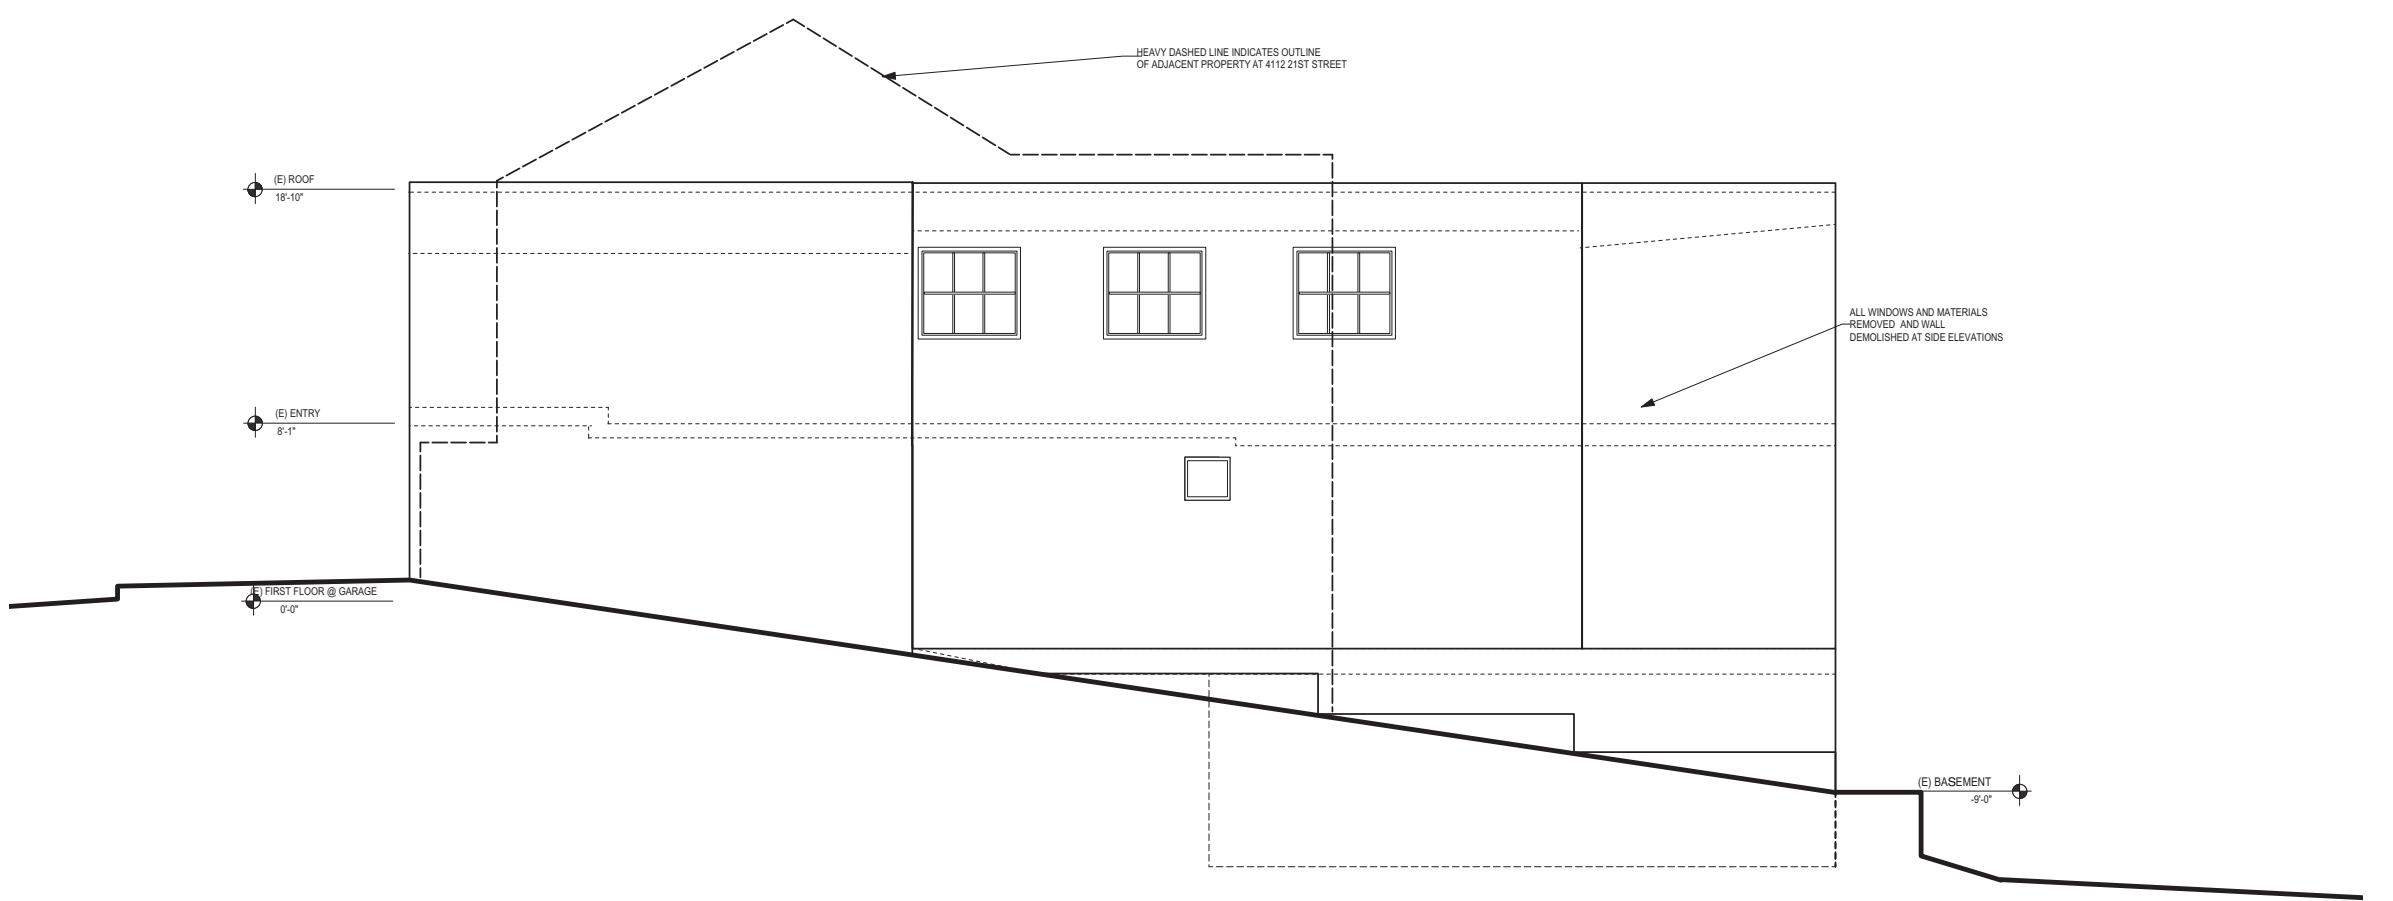 HEAVY DASHED LINE INDICATES OUTLINE
OF ADJACENT PROPERTY AT 4112 21ST STREET
(E) ROOF
18'-10"
ALL WINDOWS AND MATERIALS
REMOVED AND WALL
DEMOLISHED AT SIDE ELEVATIONS
(E) ENTRY
8'-1"
(E) FIRST FLOOR @ GARAGE
0'-0"
(E) BASEMENT
-9'-0"